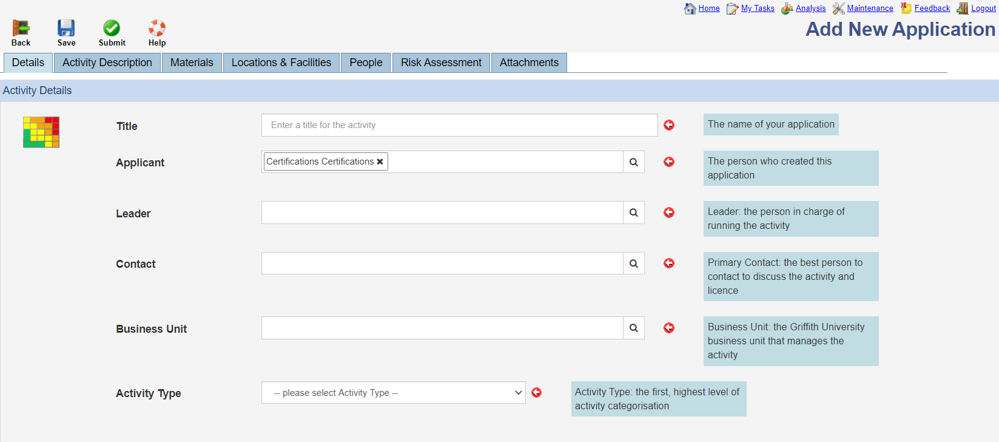 Home My Tasks Analysis Maintenance Feedback Logout
Add New Application
Back Save Submit Help
Details Activity Description Materials Locations & Facilities People Risk Assessment Attachments
Activity Details
Title
Enter a title for the activity
The name of your application
Applicant
Certifications Certifications
The person who created this
application
Leader
Leader: the person in charge of
running the activity
Contact
Primary Contact: the best person to
contact to discuss the activity and
licence
Business Unit
Business Unit: the Griffith University
business unit that manages the
activity
Activity Type
-- please select Activity Type --
Activity Type: the first, highest level of
activity categorisation